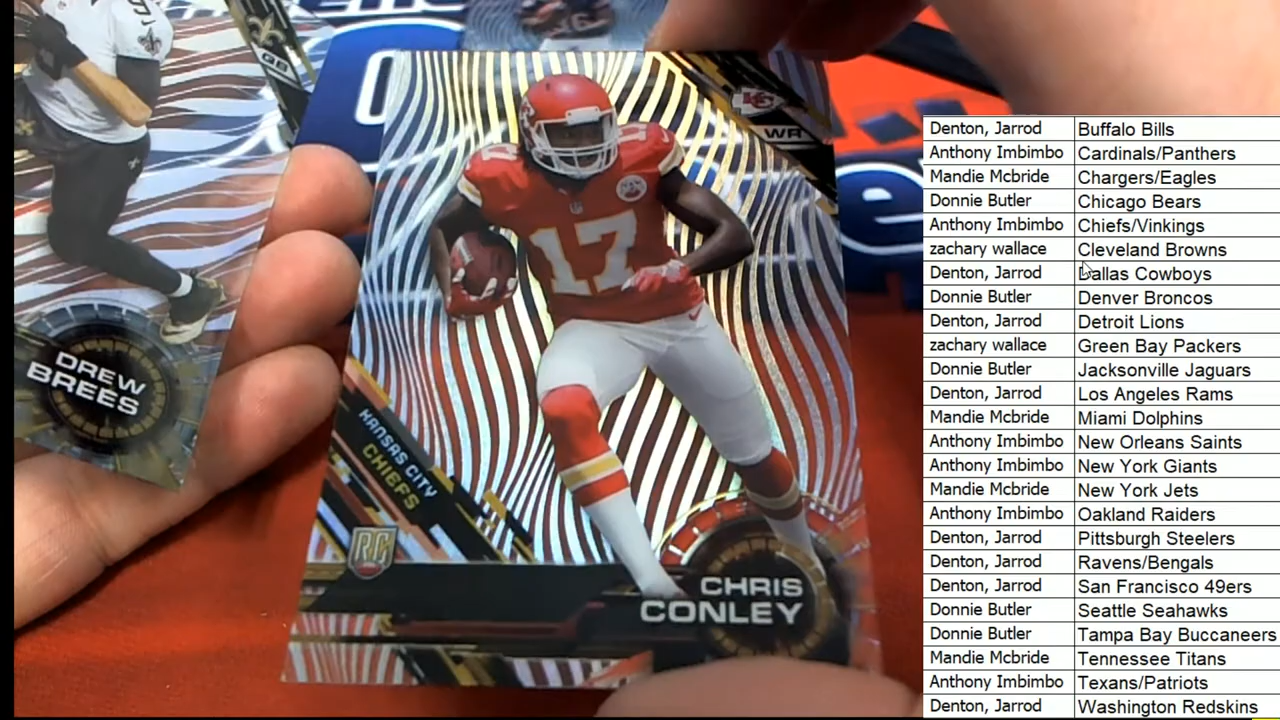 QB
DREW
BREES
KC
WR
17
17
17
KANSAS CITY
CHIEFS
RC
CHRIS
CONLEY
Denton, Jarrod Buffalo Bills
Anthony Imbimbo Cardinals/Panthers
Mandie Mcbride Chargers/Eagles
Donnie Butler Chicago Bears
Anthony Imbimbo Chiefs/Vinkings
zachary wallace Cleveland Browns
Denton, Jarrod Dallas Cowboys
Donnie Butler Denver Broncos
Denton, Jarrod Detroit Lions
zachary wallace Green Bay Packers
Donnie Butler Jacksonville Jaguars
Denton, Jarrod Los Angeles Rams
Mandie Mcbride Miami Dolphins
Anthony Imbimbo New Orleans Saints
Anthony Imbimbo New York Giants
Mandie Mcbride New York Jets
Anthony Imbimbo Oakland Raiders
Denton, Jarrod Pittsburgh Steelers
Denton, Jarrod Ravens/Bengals
Denton, Jarrod San Francisco 49ers
Donnie Butler Seattle Seahawks
Donnie Butler Tampa Bay Buccaneers
Mandie Mcbride Tennessee Titans
Anthony Imbimbo Texans/Patriots
Denton, Jarrod Washington Redskins